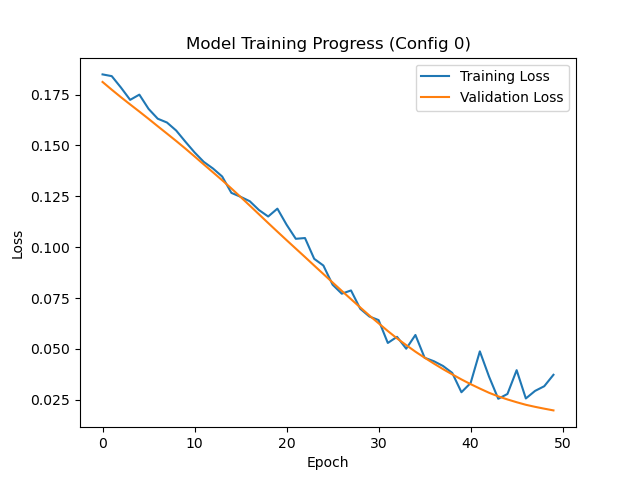 Model Training Progress (Config 0)
Training Loss
Validation Loss
0.175
0.150
0.125
0.100
0.075
0.050
0.025
Loss
0 10 20 30 40 50
Epoch